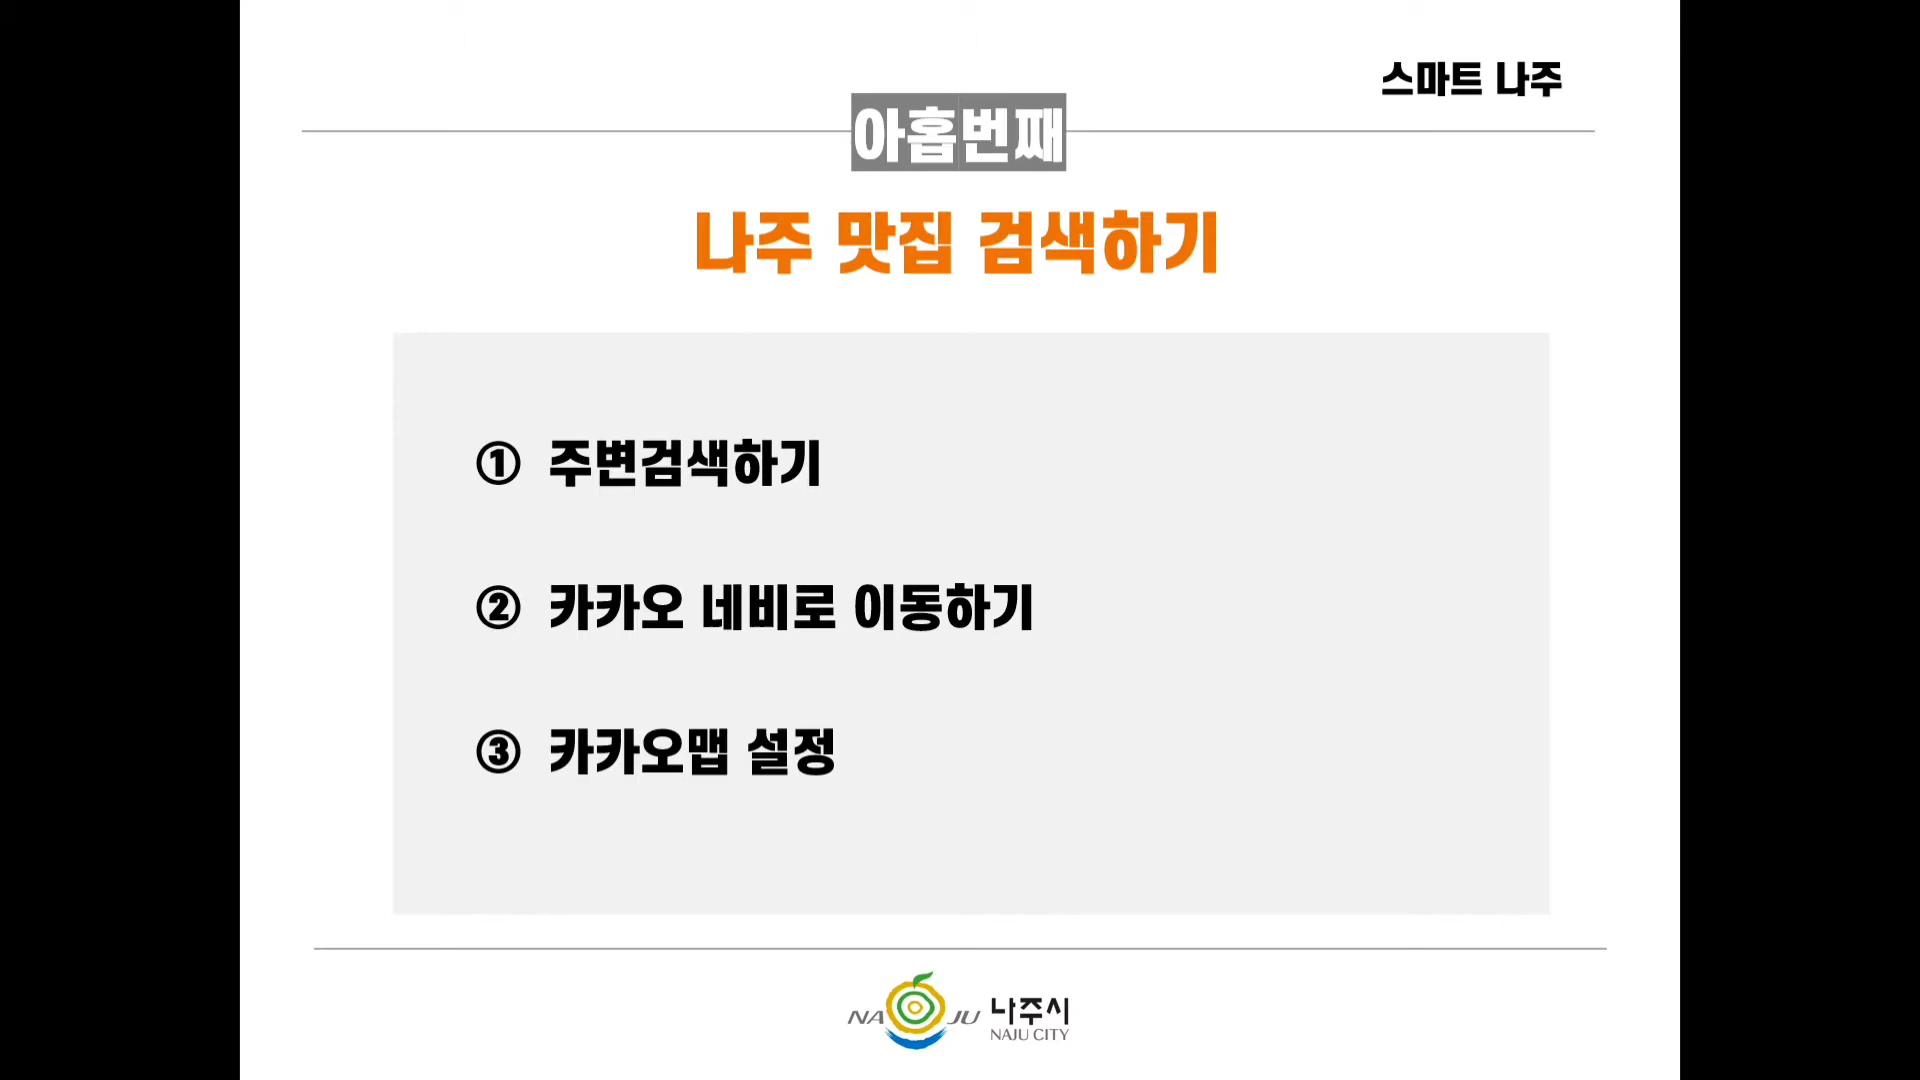 스마트 나주
아홉번째
나주 맛집 검색하기
① 주변검색하기
② 카카오 네비로 이동하기
③ 카카오맵 설정
NA JU 나주시
NAJU CITY